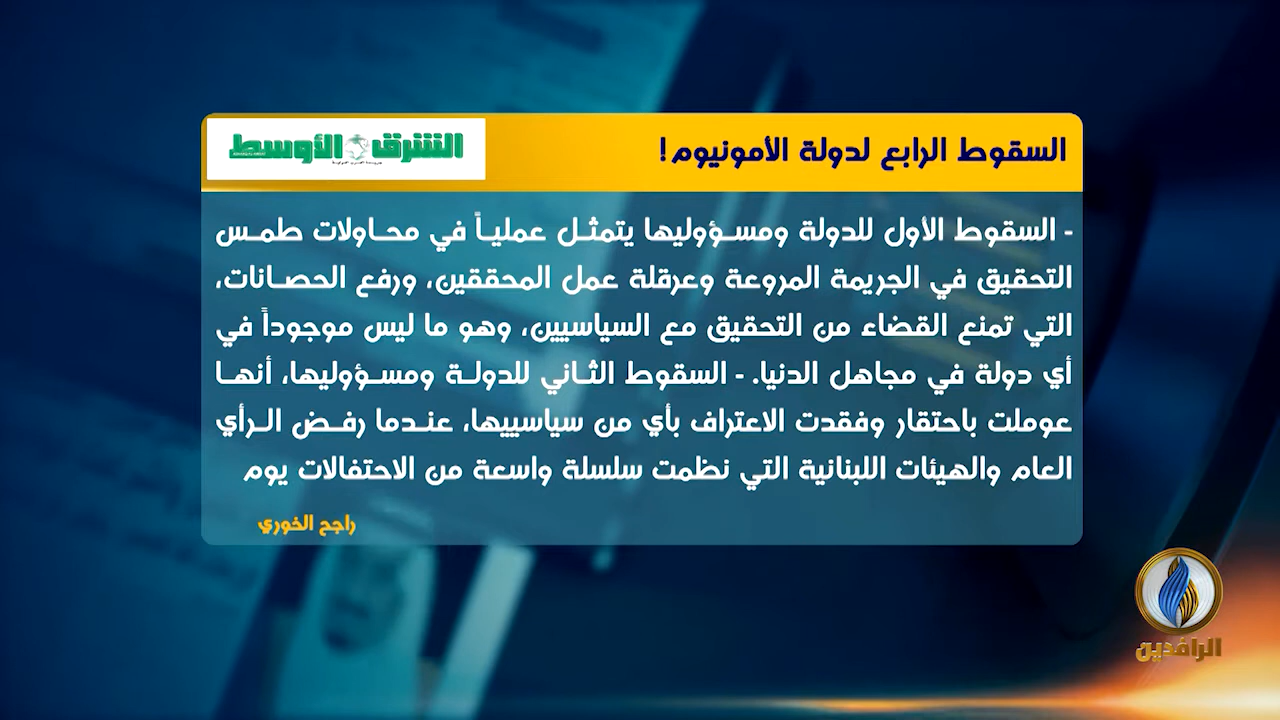 السقوط الرابع لدولة الأمونيوم!
الشرق الأوسط
- السقوط الأول للدولة ومسؤوليها يتمثل عملياً في محاولات طمس
التحقيق في الجريمة المروعة وعرقلة عمل المحققين، ورفع الحصانات،
التي تمنع القضاء من التحقيق مع السياسيين، وهو ما ليس موجوداً في
أي دولة في مجاهل الدنيا. - السقوط الثاني للدولة ومسؤوليها، أنها
عوملت باحتقار وفقدت الاعتراف بأي من سياسييها، عندما رفض الرأي
العام والهيئات اللبنانية التي نظمت سلسلة واسعة من الاحتفالات يوم
راجح الخوري
الرافدين